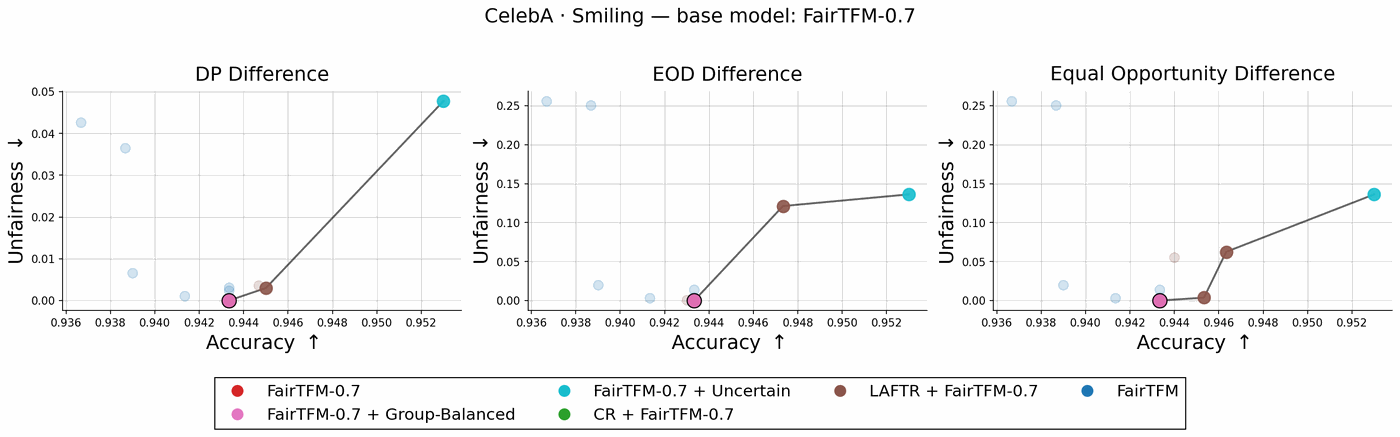 CelebA · Smiling — base model: FairTFM-0.7
DP Difference
EOD Difference
Equal Opportunity Difference
Unfairness ↓
0.05
0.04
0.03
0.02
0.01
0.00
0.936 0.938 0.940 0.942 0.944 0.946 0.948 0.950 0.952
Accuracy ↑
Unfairness ↓
0.25
0.20
0.15
0.10
0.05
0.00
0.936 0.938 0.940 0.942 0.944 0.946 0.948 0.950 0.952
Accuracy ↑
Unfairness ↓
0.25
0.20
0.15
0.10
0.05
0.00
0.936 0.938 0.940 0.942 0.944 0.946 0.948 0.950 0.952
Accuracy ↑
FairTFM-0.7
FairTFM-0.7 + Group-Balanced
FairTFM-0.7 + Uncertain
CR + FairTFM-0.7
LAFTR + FairTFM-0.7
FairTFM